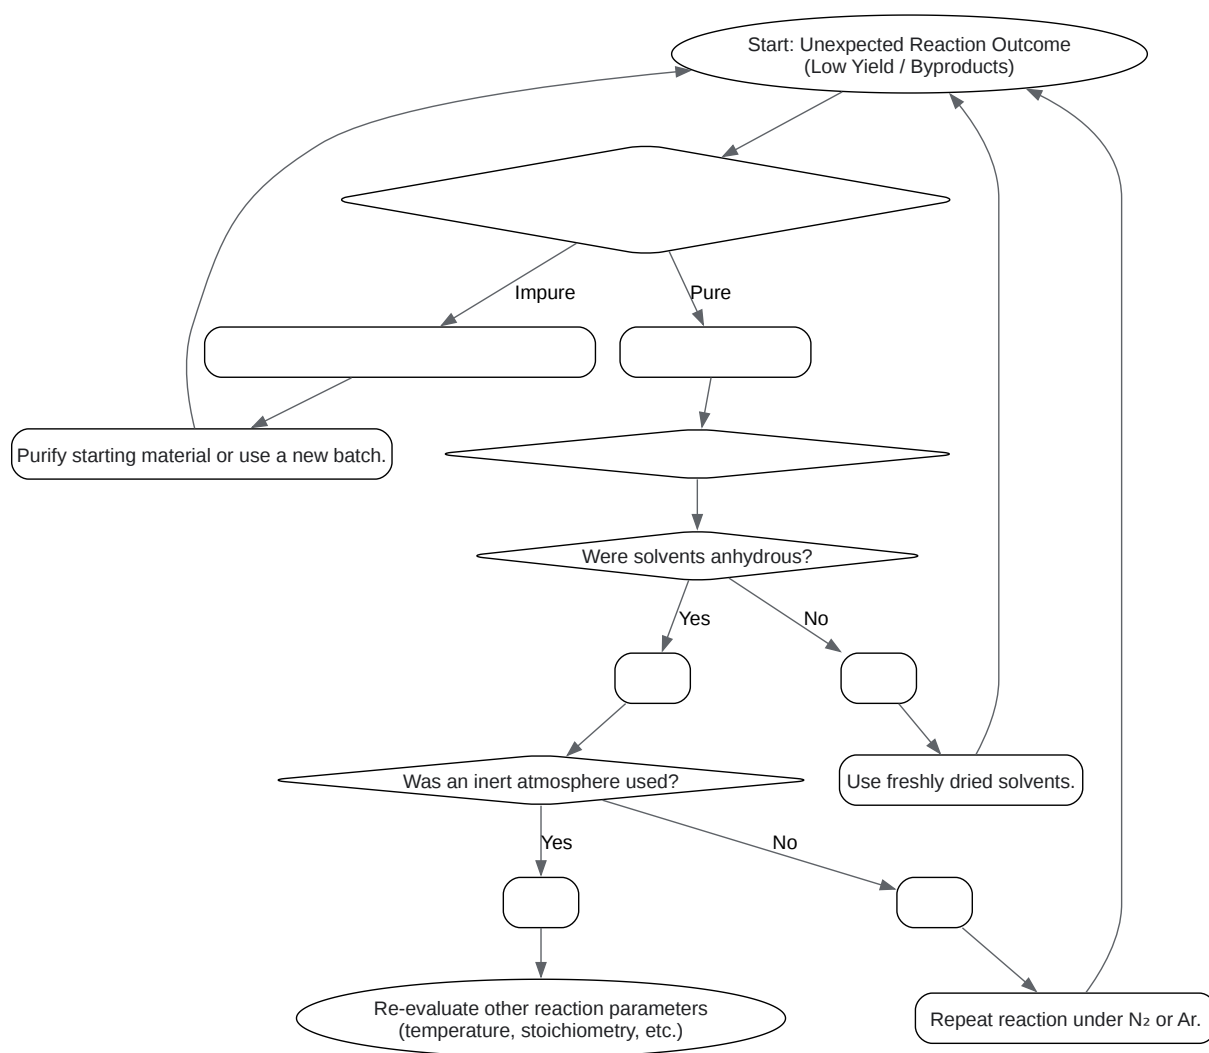 Start: Unexpected Reaction Outcome
(Low Yield / Byproducts)
Impure
Pure
Purify starting material or use a new batch.
Were solvents anhydrous?
Yes
No
Was an inert atmosphere used?
Use freshly dried solvents.
Yes
No
Re-evaluate other reaction parameters
(temperature, stoichiometry, etc.)
Repeat reaction under N₂ or Ar.